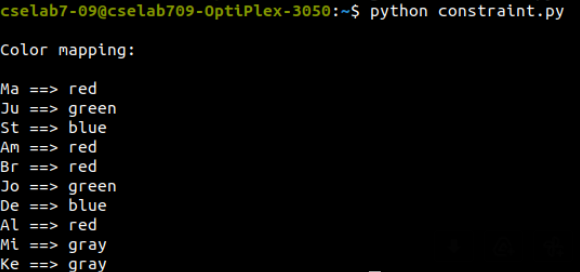 cselab7-09@cselab709-OptiPlex-3050:~$ python constraint.py
Color mapping:
Ma ==> red
Ju ==> green
St ==> blue
Am ==> red
Br ==> red
Jo ==> green
De ==> blue
Al ==> red
Mi ==> gray
Ke ==> gray